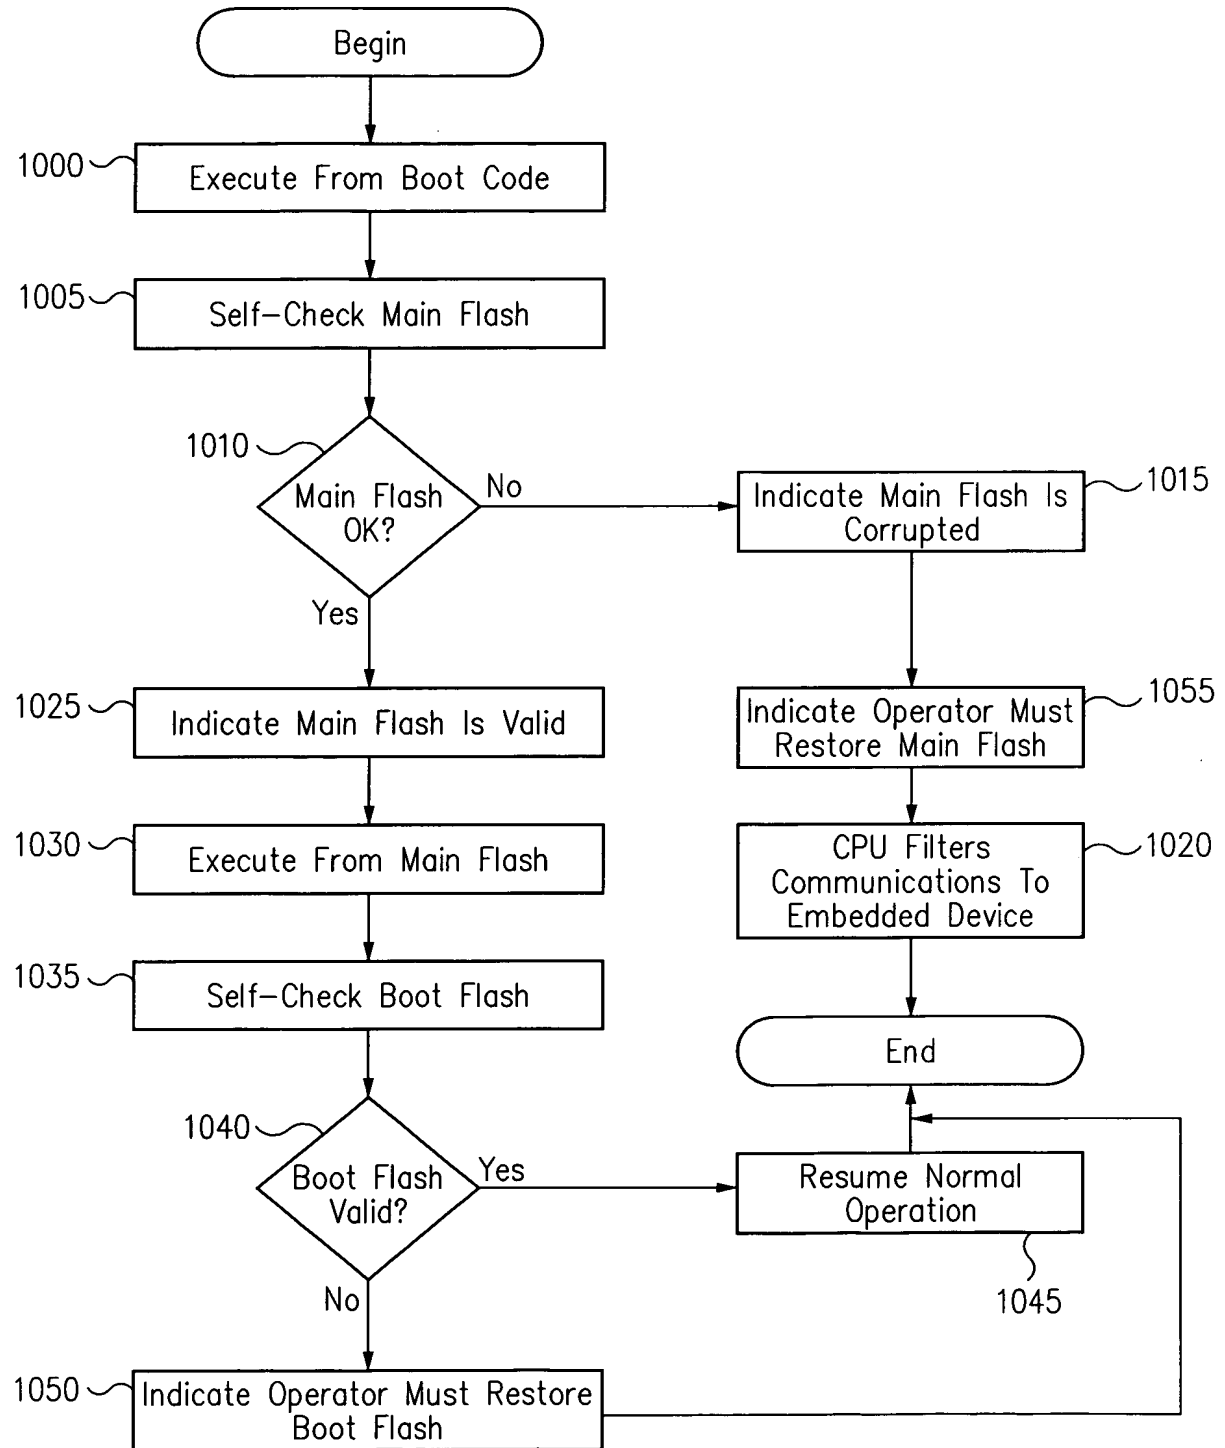 Begin
1000
Execute From Boot Code
1005
Self-Check Main Flash
1010
Main Flash
OK?
No
Yes
Indicate Main Flash Is
Corrupted
1015
1025
Indicate Main Flash Is Valid
Indicate Operator Must
Restore Main Flash
1055
1030
Execute From Main Flash
CPU Filters
Communications To
Embedded Device
1020
1035
Self-Check Boot Flash
End
1040
Boot Flash
Valid?
Yes
No
Resume Normal
Operation
1045
1050
Indicate Operator Must Restore
Boot Flash